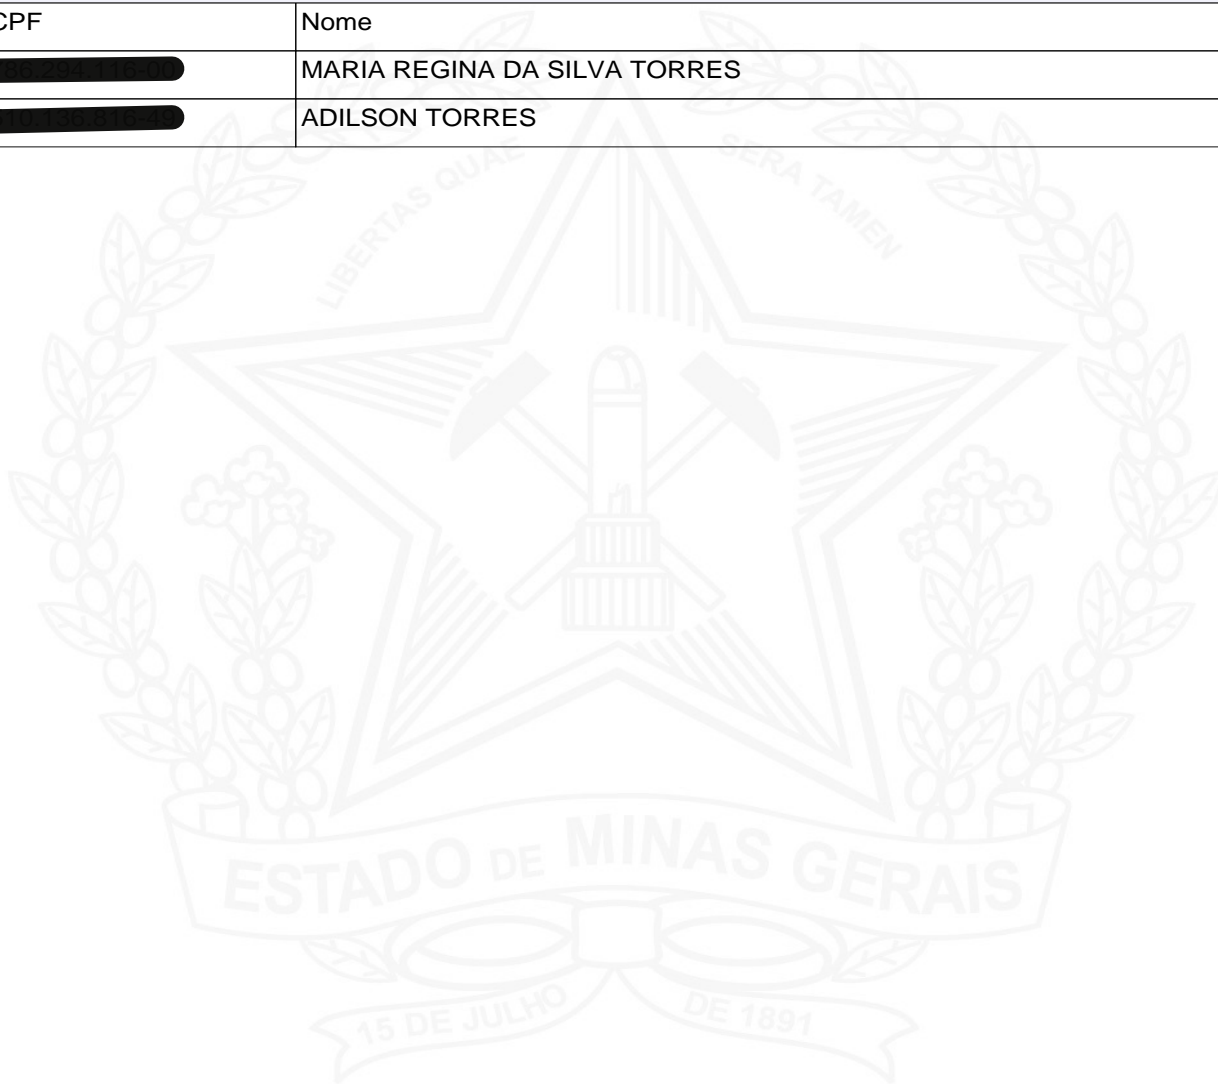 CPF Nome
MARIA REGINA DA SILVA TORRES
ADILSON TORRES
LIBERTAS QUAE SERA TAMEN
ESTADO DE MINAS GERAIS
15 DE JULHO DE 1891